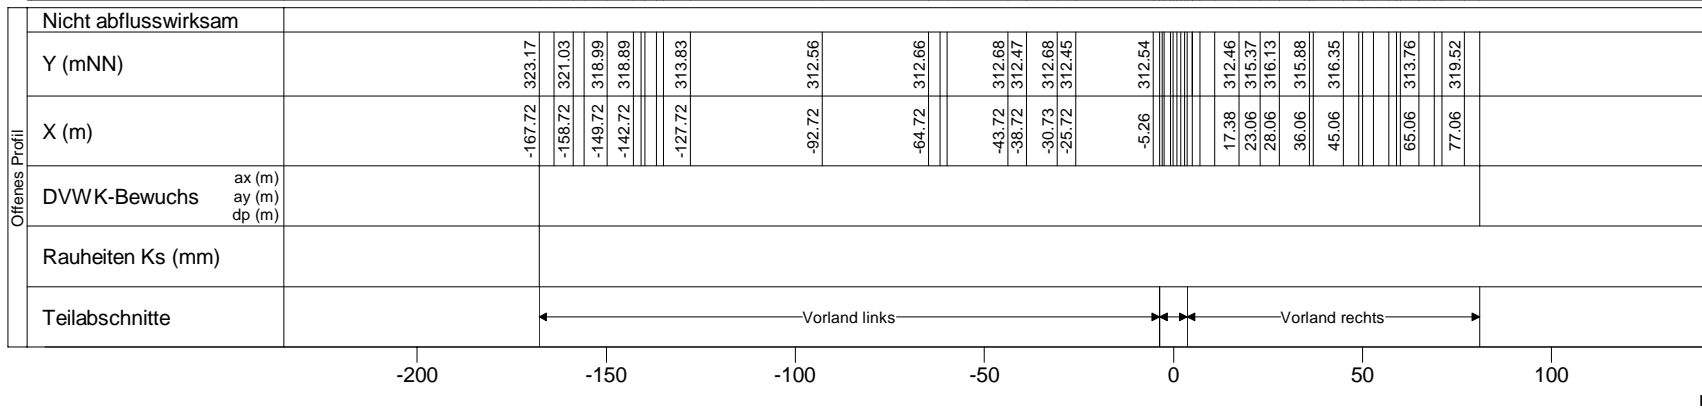 Offenes Profil
Nicht abflusswirksam
Y (mNN) 323.17 321.03 318.99 318.89 313.83 312.56 312.66 312.68 312.47 312.68 312.45 312.54 312.46 315.37 316.13 315.88 316.35 313.76 319.52
X (m) -167.72 -158.72 -149.72 -142.72 -127.72 -92.72 -64.72 -43.72 -38.72 -30.73 -25.72 -5.26 17.38 23.06 28.06 36.06 45.06 65.06 77.06
DVWK-Bewuchs
ax (m)
ay (m)
dp (m)
Rauheiten Ks (mm)
Teilabschnitte Vorland links Vorland rechts
-200 -150 -100 -50 0 50 100